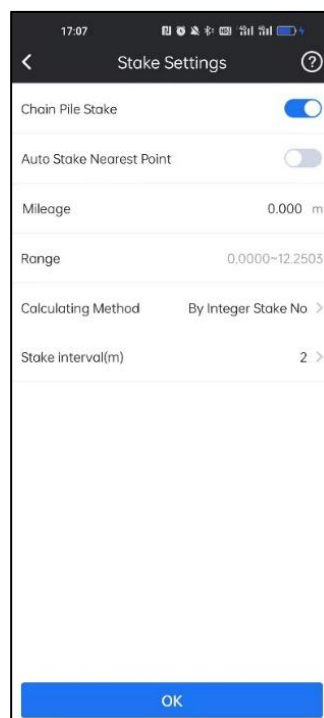 17:07
Stake Settings
Chain Pile Stake
Auto Stake Nearest Point
Mileage 0.000 m
Range 0.0000~12.2503
Calculating Method By Integer Stake No
Stake interval(m) 2
OK